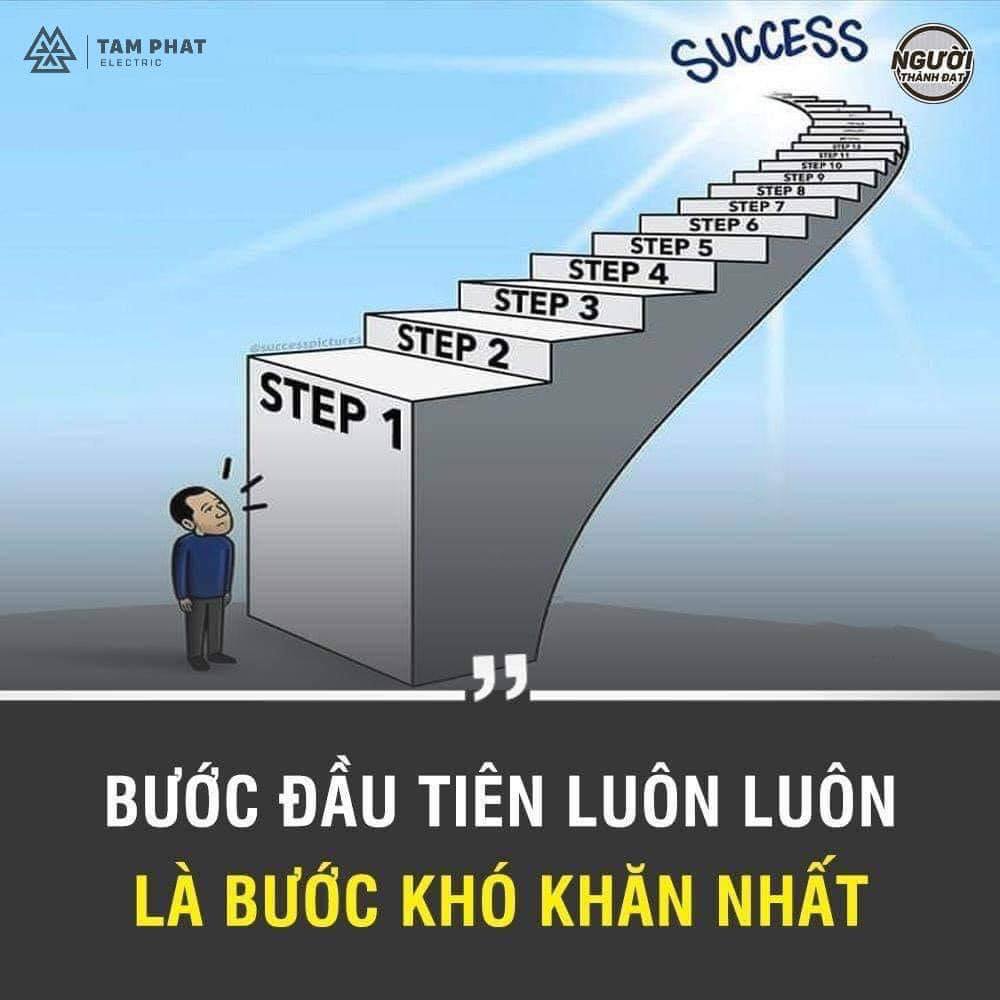 TAM PHAT
ELECTRIC
SUCCESS
NGƯỜI
THÀNH ĐẠT
STEP 12
STEP 11
STEP 10
STEP 9
STEP 8
STEP 7
STEP 6
STEP 5
STEP 4
STEP 3
STEP 2
@successpictures
STEP 1
”
BƯỚC ĐẦU TIÊN LUÔN LUÔN
LÀ BƯỚC KHÓ KHĂN NHẤT